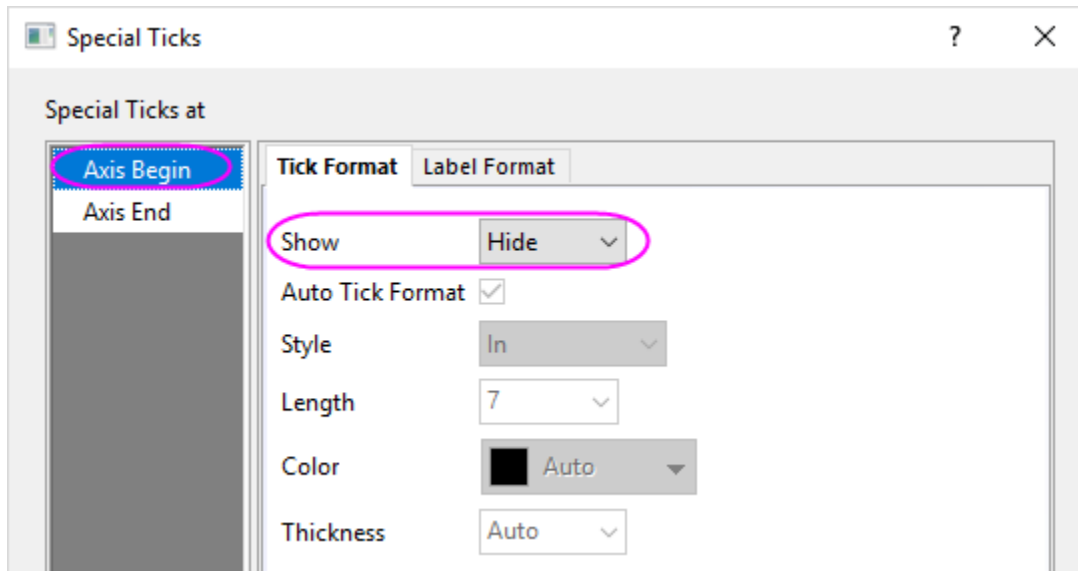 Special Ticks ?
Special Ticks at
Axis Begin
Axis End
Tick Format Label Format
Show Hide
Auto Tick Format
Style In
Length 7
Color Auto
Thickness Auto